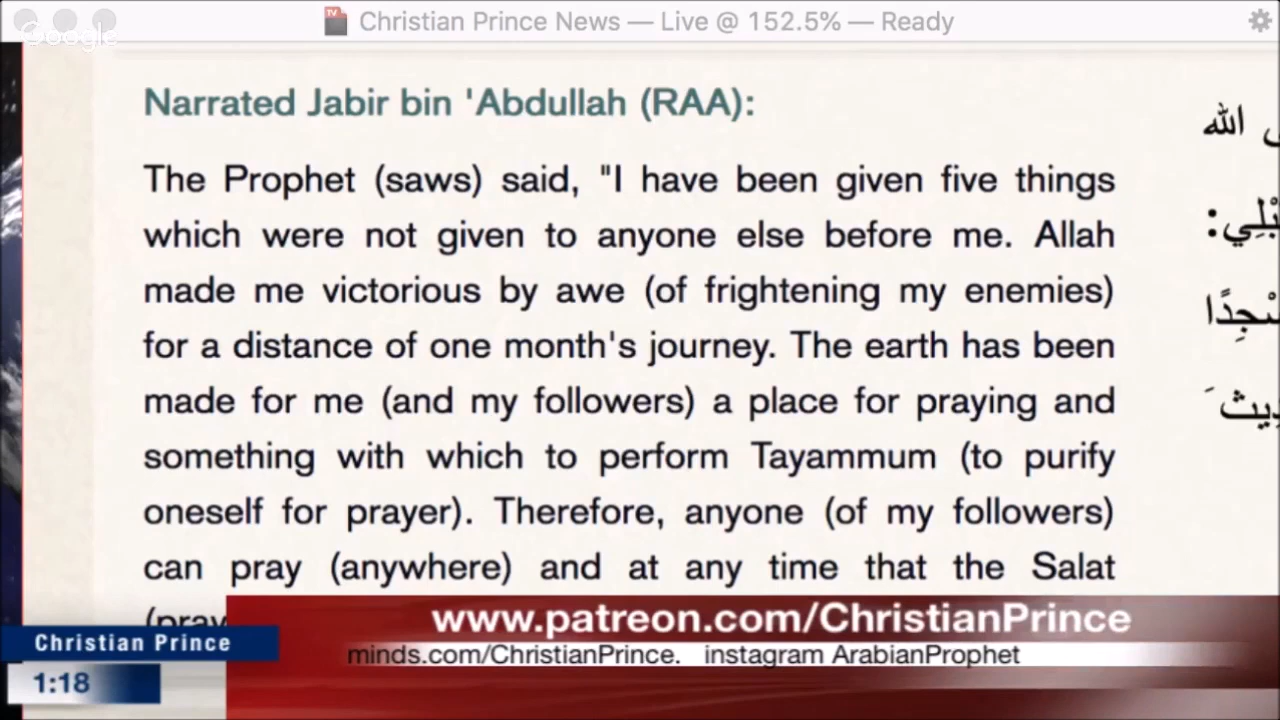 Christian Prince News — Live @ 152.5% — Ready
Google
Narrated Jabir bin 'Abdullah (RAA):
The Prophet (saws) said, "I have been given five things
which were not given to anyone else before me. Allah
made me victorious by awe (of frightening my enemies)
for a distance of one month's journey. The earth has been
made for me (and my followers) a place for praying and
something with which to perform Tayammum (to purify
oneself for prayer). Therefore, anyone (of my followers)
can pray (anywhere) and at any time that the Salat
(pray
الله
www.patreon.com/ChristianPrince
Christian Prince
minds.com/ChristianPrince. instagram ArabianProphet
1:18